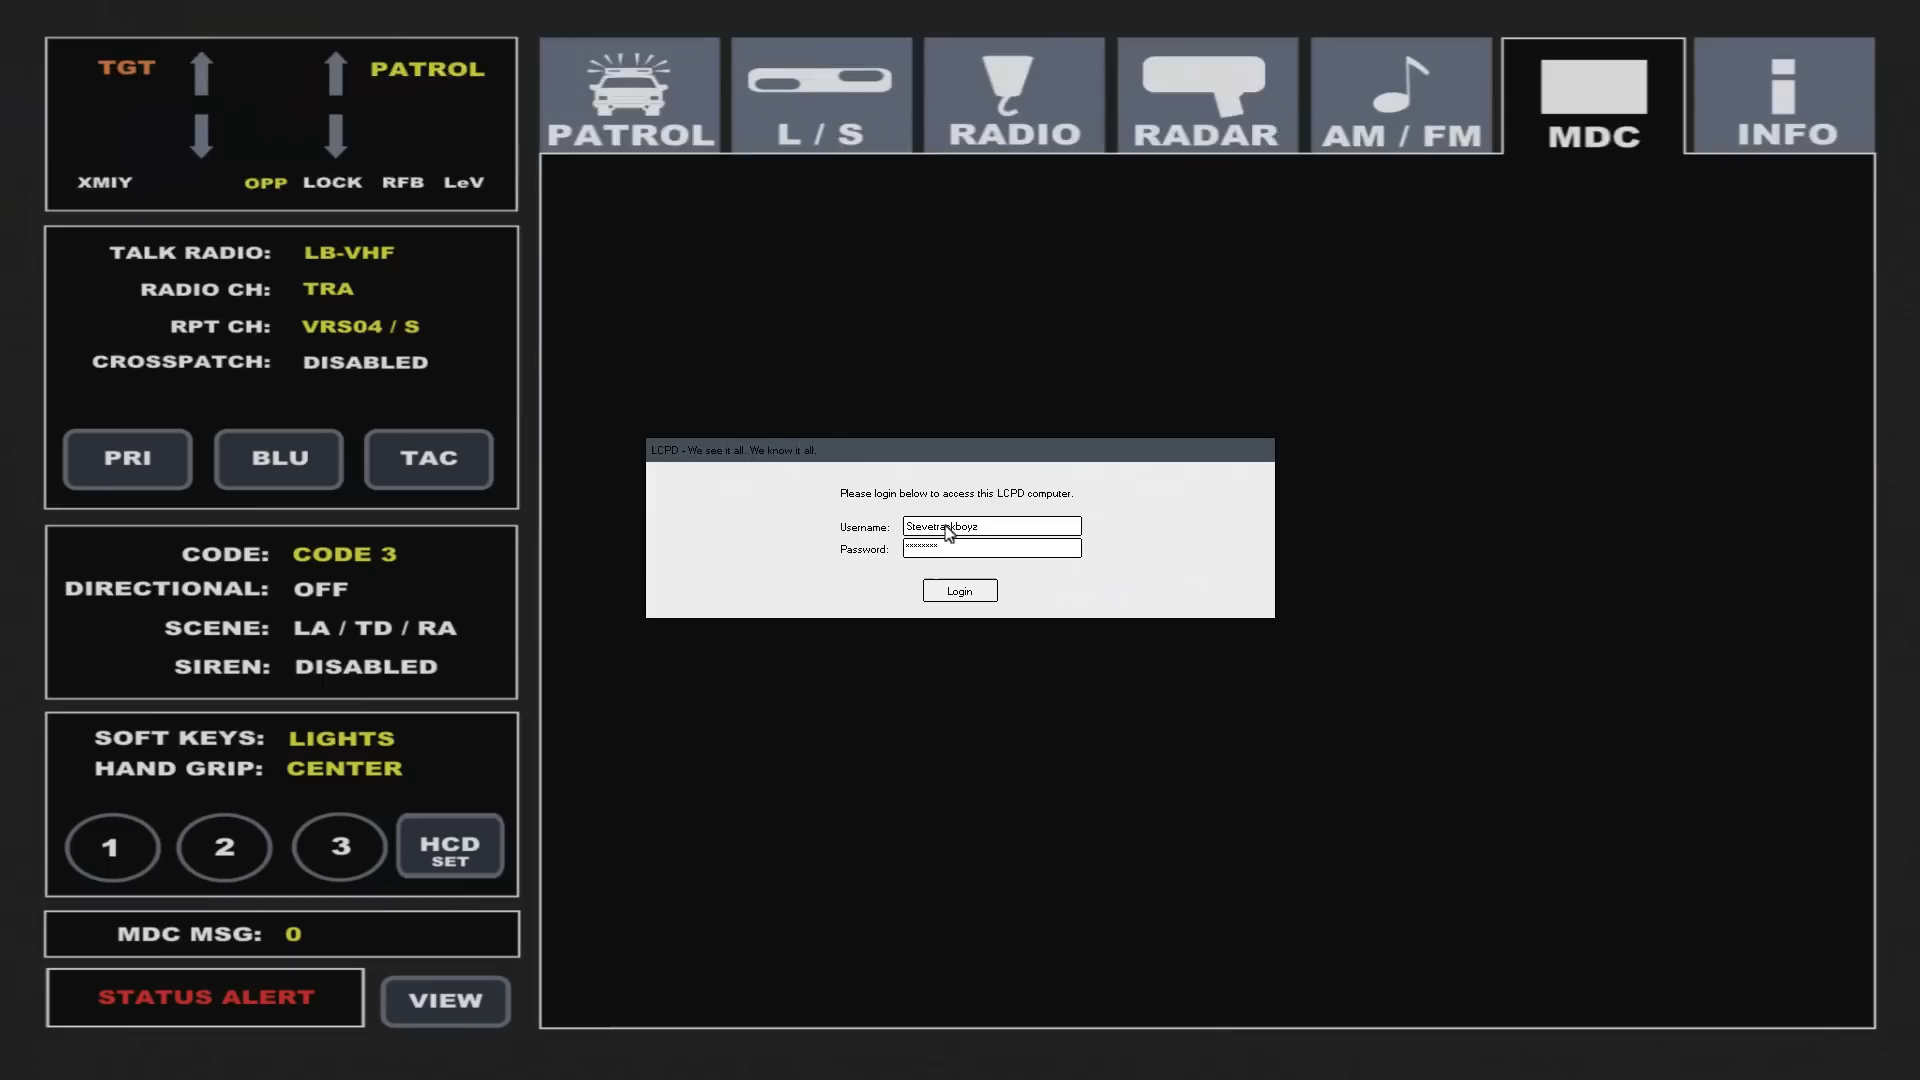 TGT PATROL
XMIY OPP LOCK RFB LeV
TALK RADIO: LB-VHF
RADIO CH: TRA
RPT CH: VRS04 / S
CROSSPATCH: DISABLED
PRI BLU TAC
CODE: CODE 3
DIRECTIONAL: OFF
SCENE: LA / TD / RA
SIREN: DISABLED
SOFT KEYS: LIGHTS
HAND GRIP: CENTER
1 2 3 HCD
SET
MDC MSG: 0
STATUS ALERT VIEW
PATROL L / S RADIO RADAR AM / FM MDC INFO
LCPD - We see it all. We know it all.
Please login below to access this LCPD computer.
Username:
Password: ********
Login